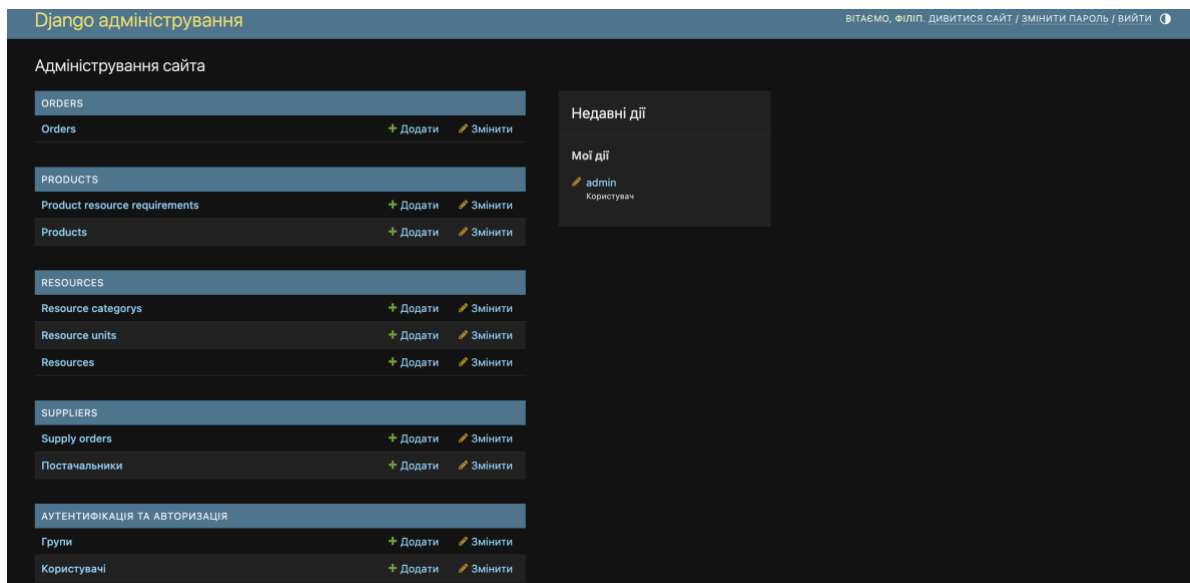 Django адміністрування
ВІТАЄМО, ФІЛІП. ДИВИТИСЯ САЙТ / ЗМІНИТИ ПАРОЛЬ / ВИЙТИ
Адміністрування сайта
ORDERS
Orders Додати Змінити
PRODUCTS
Product resource requirements Додати Змінити
Products Додати Змінити
RESOURCES
Resource categorys Додати Змінити
Resource units Додати Змінити
Resources Додати Змінити
SUPPLIERS
Supply orders Додати Змінити
Постачальники Додати Змінити
АУТЕНТИФІКАЦІЯ ТА АВТОРИЗАЦІЯ
Групи Додати Змінити
Користувачі Додати Змінити
Недавні дії
Мої дії
admin
Користувач